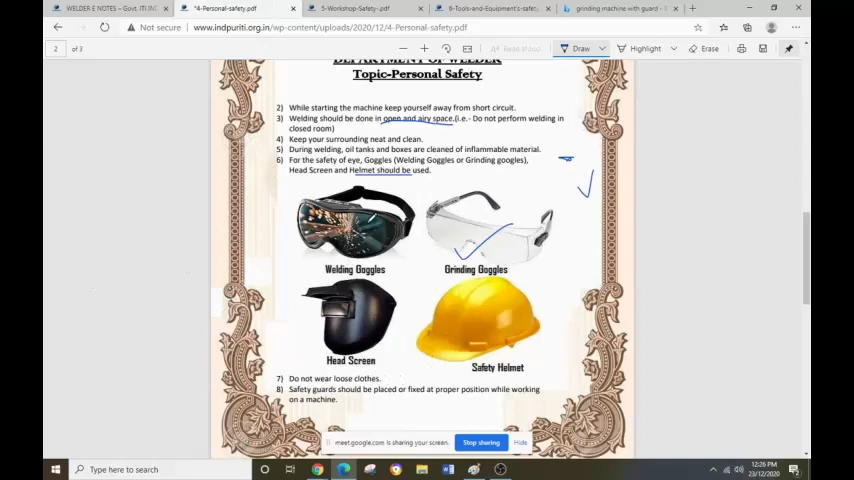 WELDER E NOTES – Govt. ITI IND
*4-Personal-safety.pdf
5-Workshop-Safety-.pdf
6-Tools-and-Equipment's-safety
grinding machine with guard - B
Not secure
www.indpuriti.org.in/wp-content/uploads/2020/12/4-Personal-safety.pdf
2 of 3
Read aloud
Draw
Highlight
Erase
DEPARTMENT OF WELDER
Topic-Personal Safety
2) While starting the machine keep yourself away from short circuit.
3) Welding should be done in open and airy space.(i.e.- Do not perform welding in
closed room)
4) Keep your surrounding neat and clean.
5) During welding, oil tanks and boxes are cleaned of inflammable material.
6) For the safety of eye, Goggles (Welding Goggles or Grinding googles),
Head Screen and Helmet should be used.
Welding Goggles
Grinding Goggles
Head Screen
Safety Helmet
7) Do not wear loose clothes.
8) Safety guards should be placed or fixed at proper position while working
on a machine.
meet.google.com is sharing your screen.
Stop sharing
Hide
Type here to search
12:26 PM
23/12/2020